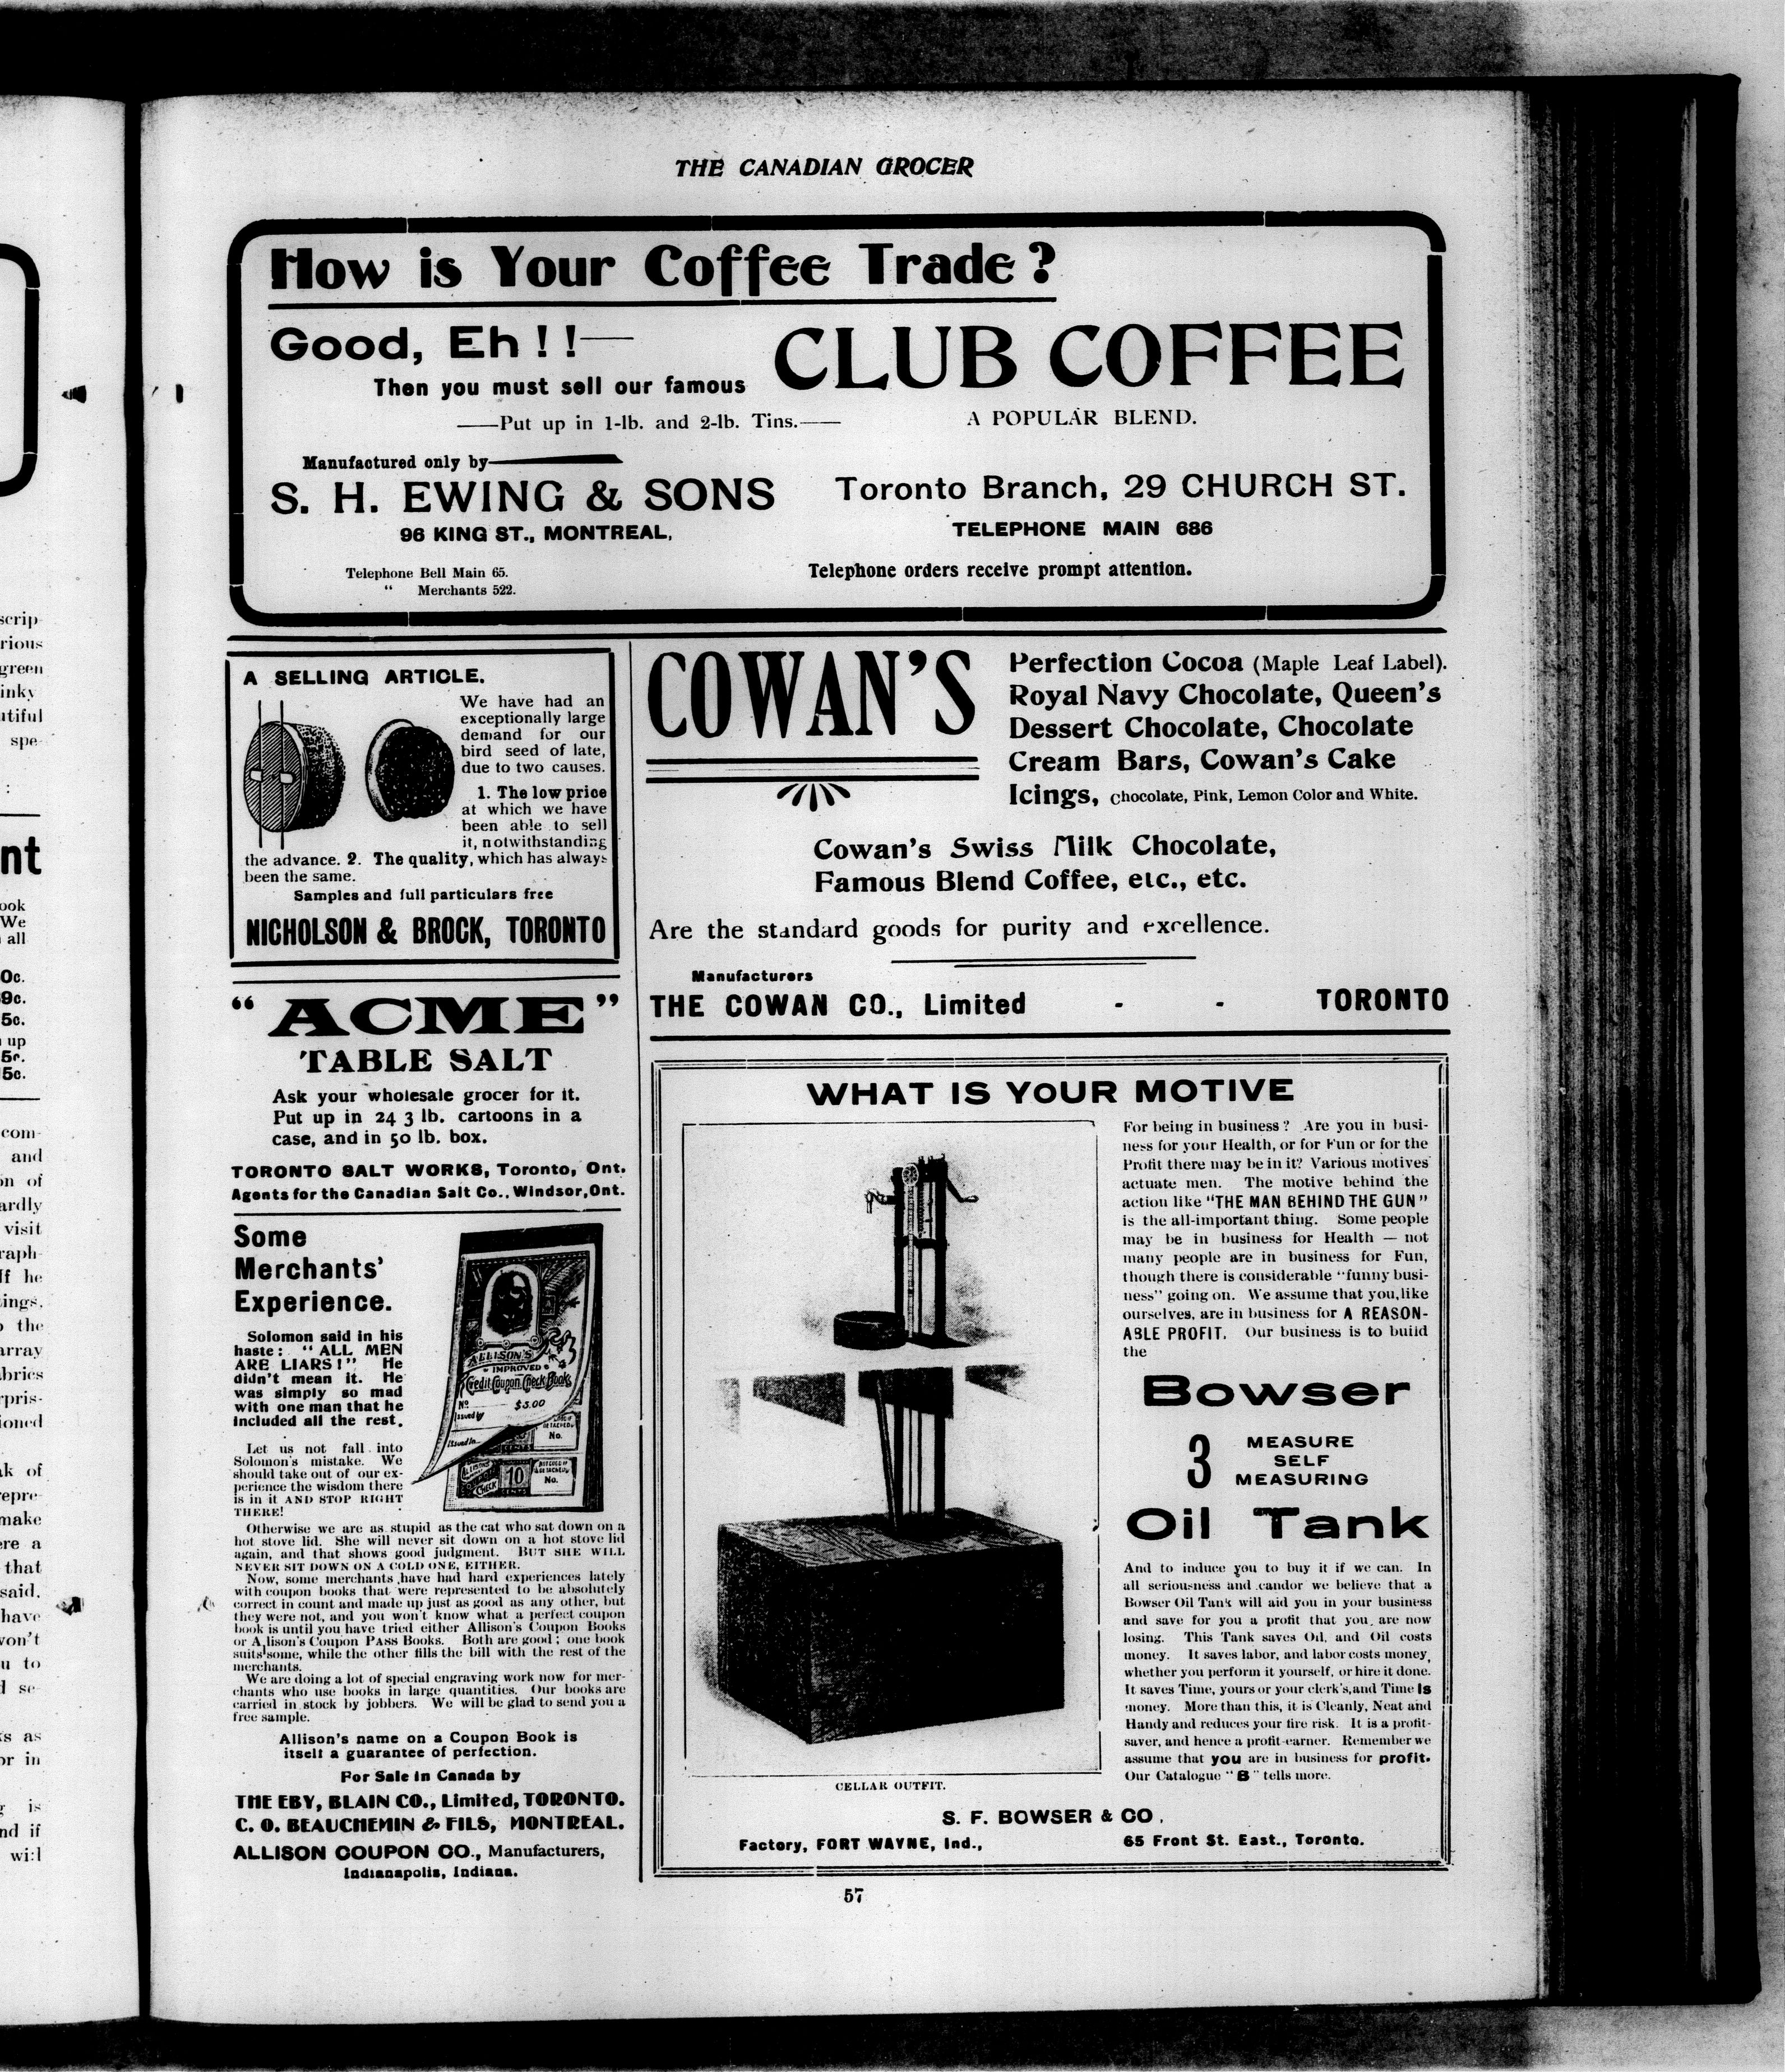 THE CANADIAN GROCER
How is Your Coffee Trade?
Good, Eh!!—
Then you must sell our famous
CLUB COFFEE
—Put up in 1-lb. and 2-lb. Tins.—
A POPULAR BLEND.
Manufactured only by
S. H. EWING & SONS
96 KING ST., MONTREAL,
Telephone Bell Main 65.
" Merchants 522.
Toronto Branch, 29 CHURCH ST.
TELEPHONE MAIN 686
Telephone orders receive prompt attention.
A SELLING ARTICLE.
We have had an
exceptionally large
demand for our
bird seed of late,
due to two causes.
1. The low price
at which we have
been able to sell
it, notwithstanding
the advance. 2. The quality, which has always
been the same.
Samples and full particulars free
NICHOLSON & BROCK, TORONTO
"ACME"
TABLE SALT
Ask your wholesale grocer for it.
Put up in 24 3 lb. cartoons in a
case, and in 50 lb. box.
TORONTO SALT WORKS, Toronto, Ont.
Agents for the Canadian Salt Co., Windsor, Ont.
Some
Merchants'
Experience.
Solomon said in his
haste: "ALL MEN
ARE LIARS!" He
didn't mean it. He
was simply so mad
with one man that he
included all the rest.
Let us not fall into
Solomon's mistake. We
should take out of our ex-
perience the wisdom there
is in it AND STOP RIGHT
THERE!
ALLISON'S
IMPROVED
Credit Coupon Check Book
No. $5.00
Issued by
Issued to
No.
10
CHECK
No.
Otherwise we are as stupid as the cat who sat down on a
hot stove lid. She will never sit down on a hot stove lid
again, and that shows good judgment. BUT SHE WILL
NEVER SIT DOWN ON A COLD ONE, EITHER.
Now, some merchants have had hard experiences lately
with coupon books that were represented to be absolutely
correct in count and made up just as good as any other, but
they were not, and you won't know what a perfect coupon
book is until you have tried either Allison's Coupon Books
or Allison's Coupon PASS Books. Both are good; one book
suits some, while the other fills the bill with the rest of the
merchants.
We are doing a lot of special engraving work now for mer-
chants who use books in large quantities. Our books are
carried in stock by jobbers. We will be glad to send you a
free sample.
Allison's name on a Coupon Book is
itself a guarantee of perfection.
For Sale in Canada by
THE EBY, BLAIN CO., Limited, TORONTO.
C. O. BEAUCHEMIN & FILS, MONTREAL.
ALLISON COUPON CO., Manufacturers,
Indianapolis, Indiana.
COWAN'S
Perfection Cocoa (Maple Leaf Label).
Royal Navy Chocolate, Queen's
Dessert Chocolate, Chocolate
Cream Bars, Cowan's Cake
Icings, Chocolate, Pink, Lemon Color and White.
Cowan's Swiss Milk Chocolate,
Famous Blend Coffee, etc., etc.
Are the standard goods for purity and excellence.
Manufacturers
THE COWAN CO., Limited - - TORONTO
WHAT IS YOUR MOTIVE
For being in business? Are you in busi-
ness for your Health, or for Fun or for the
Profit there may be in it? Various motives
actuate men. The motive behind the
action like "THE MAN BEHIND THE GUN"
is the all-important thing. Some people
may be in business for Health — not
many people are in business for Fun,
though there is considerable "funny busi-
ness" going on. We assume that you, like
ourselves, are in business for A REASON-
ABLE PROFIT. Our business is to build
the
Bowser
3 MEASURE
SELF
MEASURING
Oil Tank
And to induce you to buy it if we can. In
all seriousness and candor we believe that a
Bowser Oil Tank will aid you in your business
and save for you a profit that you are now
losing. This Tank saves Oil, and Oil costs
money. It saves labor, and labor costs money,
whether you perform it yourself, or hire it done.
It saves Time, yours or your clerk's, and Time is
money. More than this, it is Cleanly, Neat and
Handy and reduces your fire risk. It is a profit-
saver, and hence a profit-earner. Remember we
assume that you are in business for profit.
Our Catalogue "B" tells more.
CELLAR OUTFIT.
S. F. BOWSER & CO.,
Factory, FORT WAYNE, Ind.,
65 Front St. East., Toronto.
57